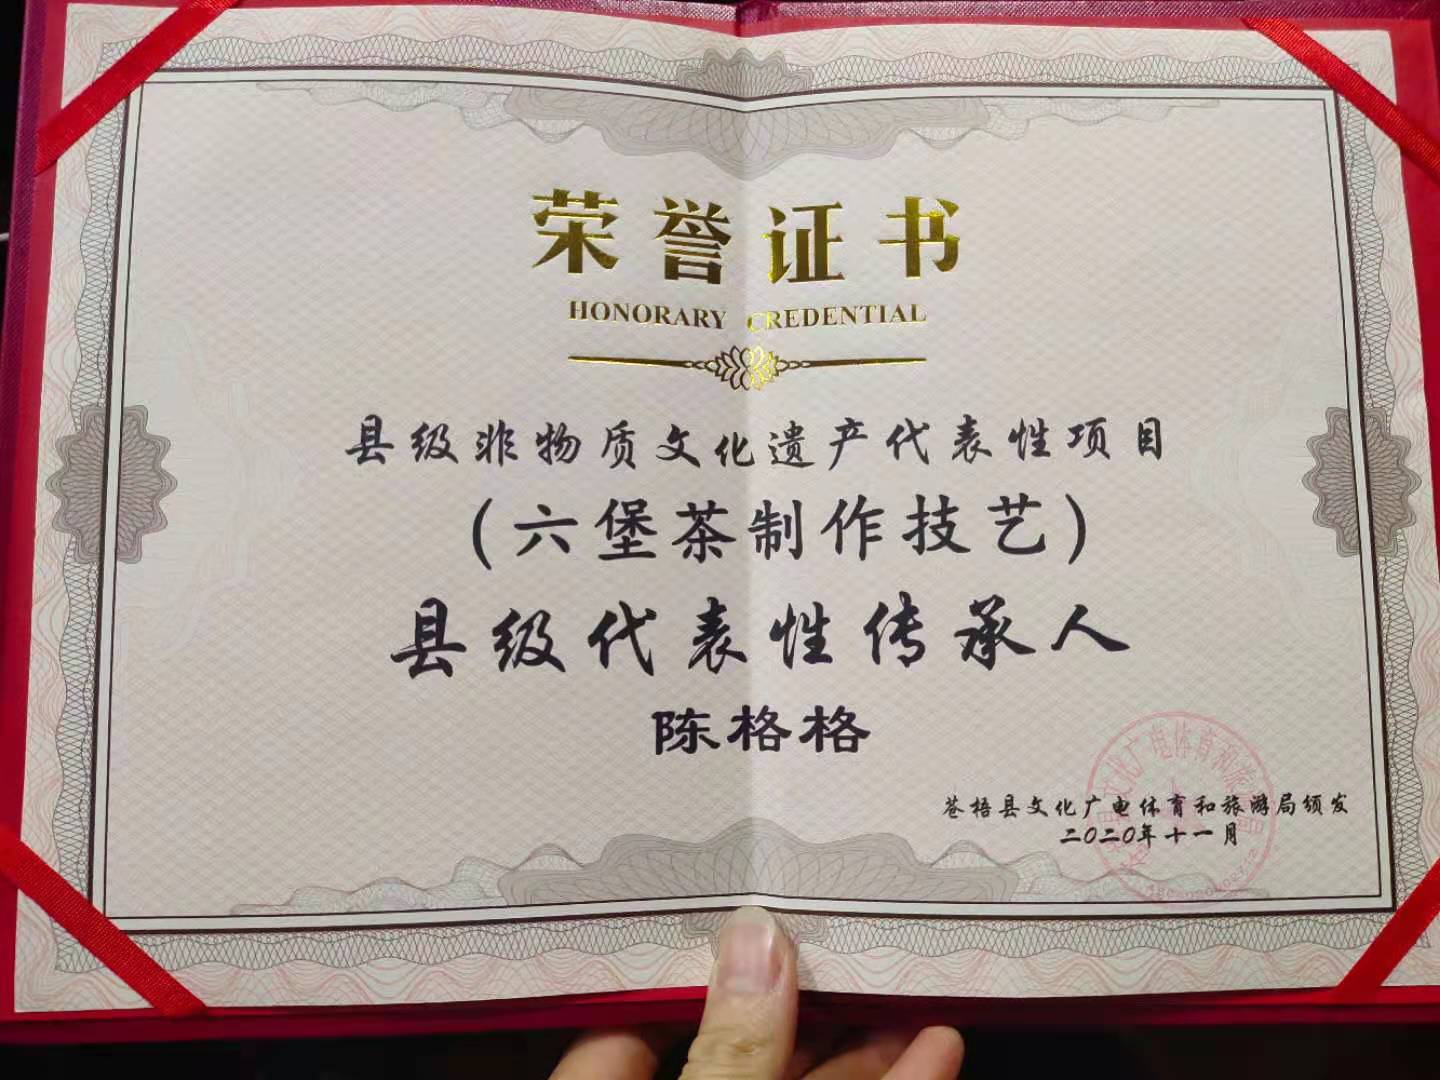 荣誉证书
HONORARY CREDENTIAL
县级非物质文化遗产代表性项目
(六堡茶制作技艺)
县级代表性传承人
陈格格
苍梧县文化广电体育和旅游局颁发
二〇二〇年十一月